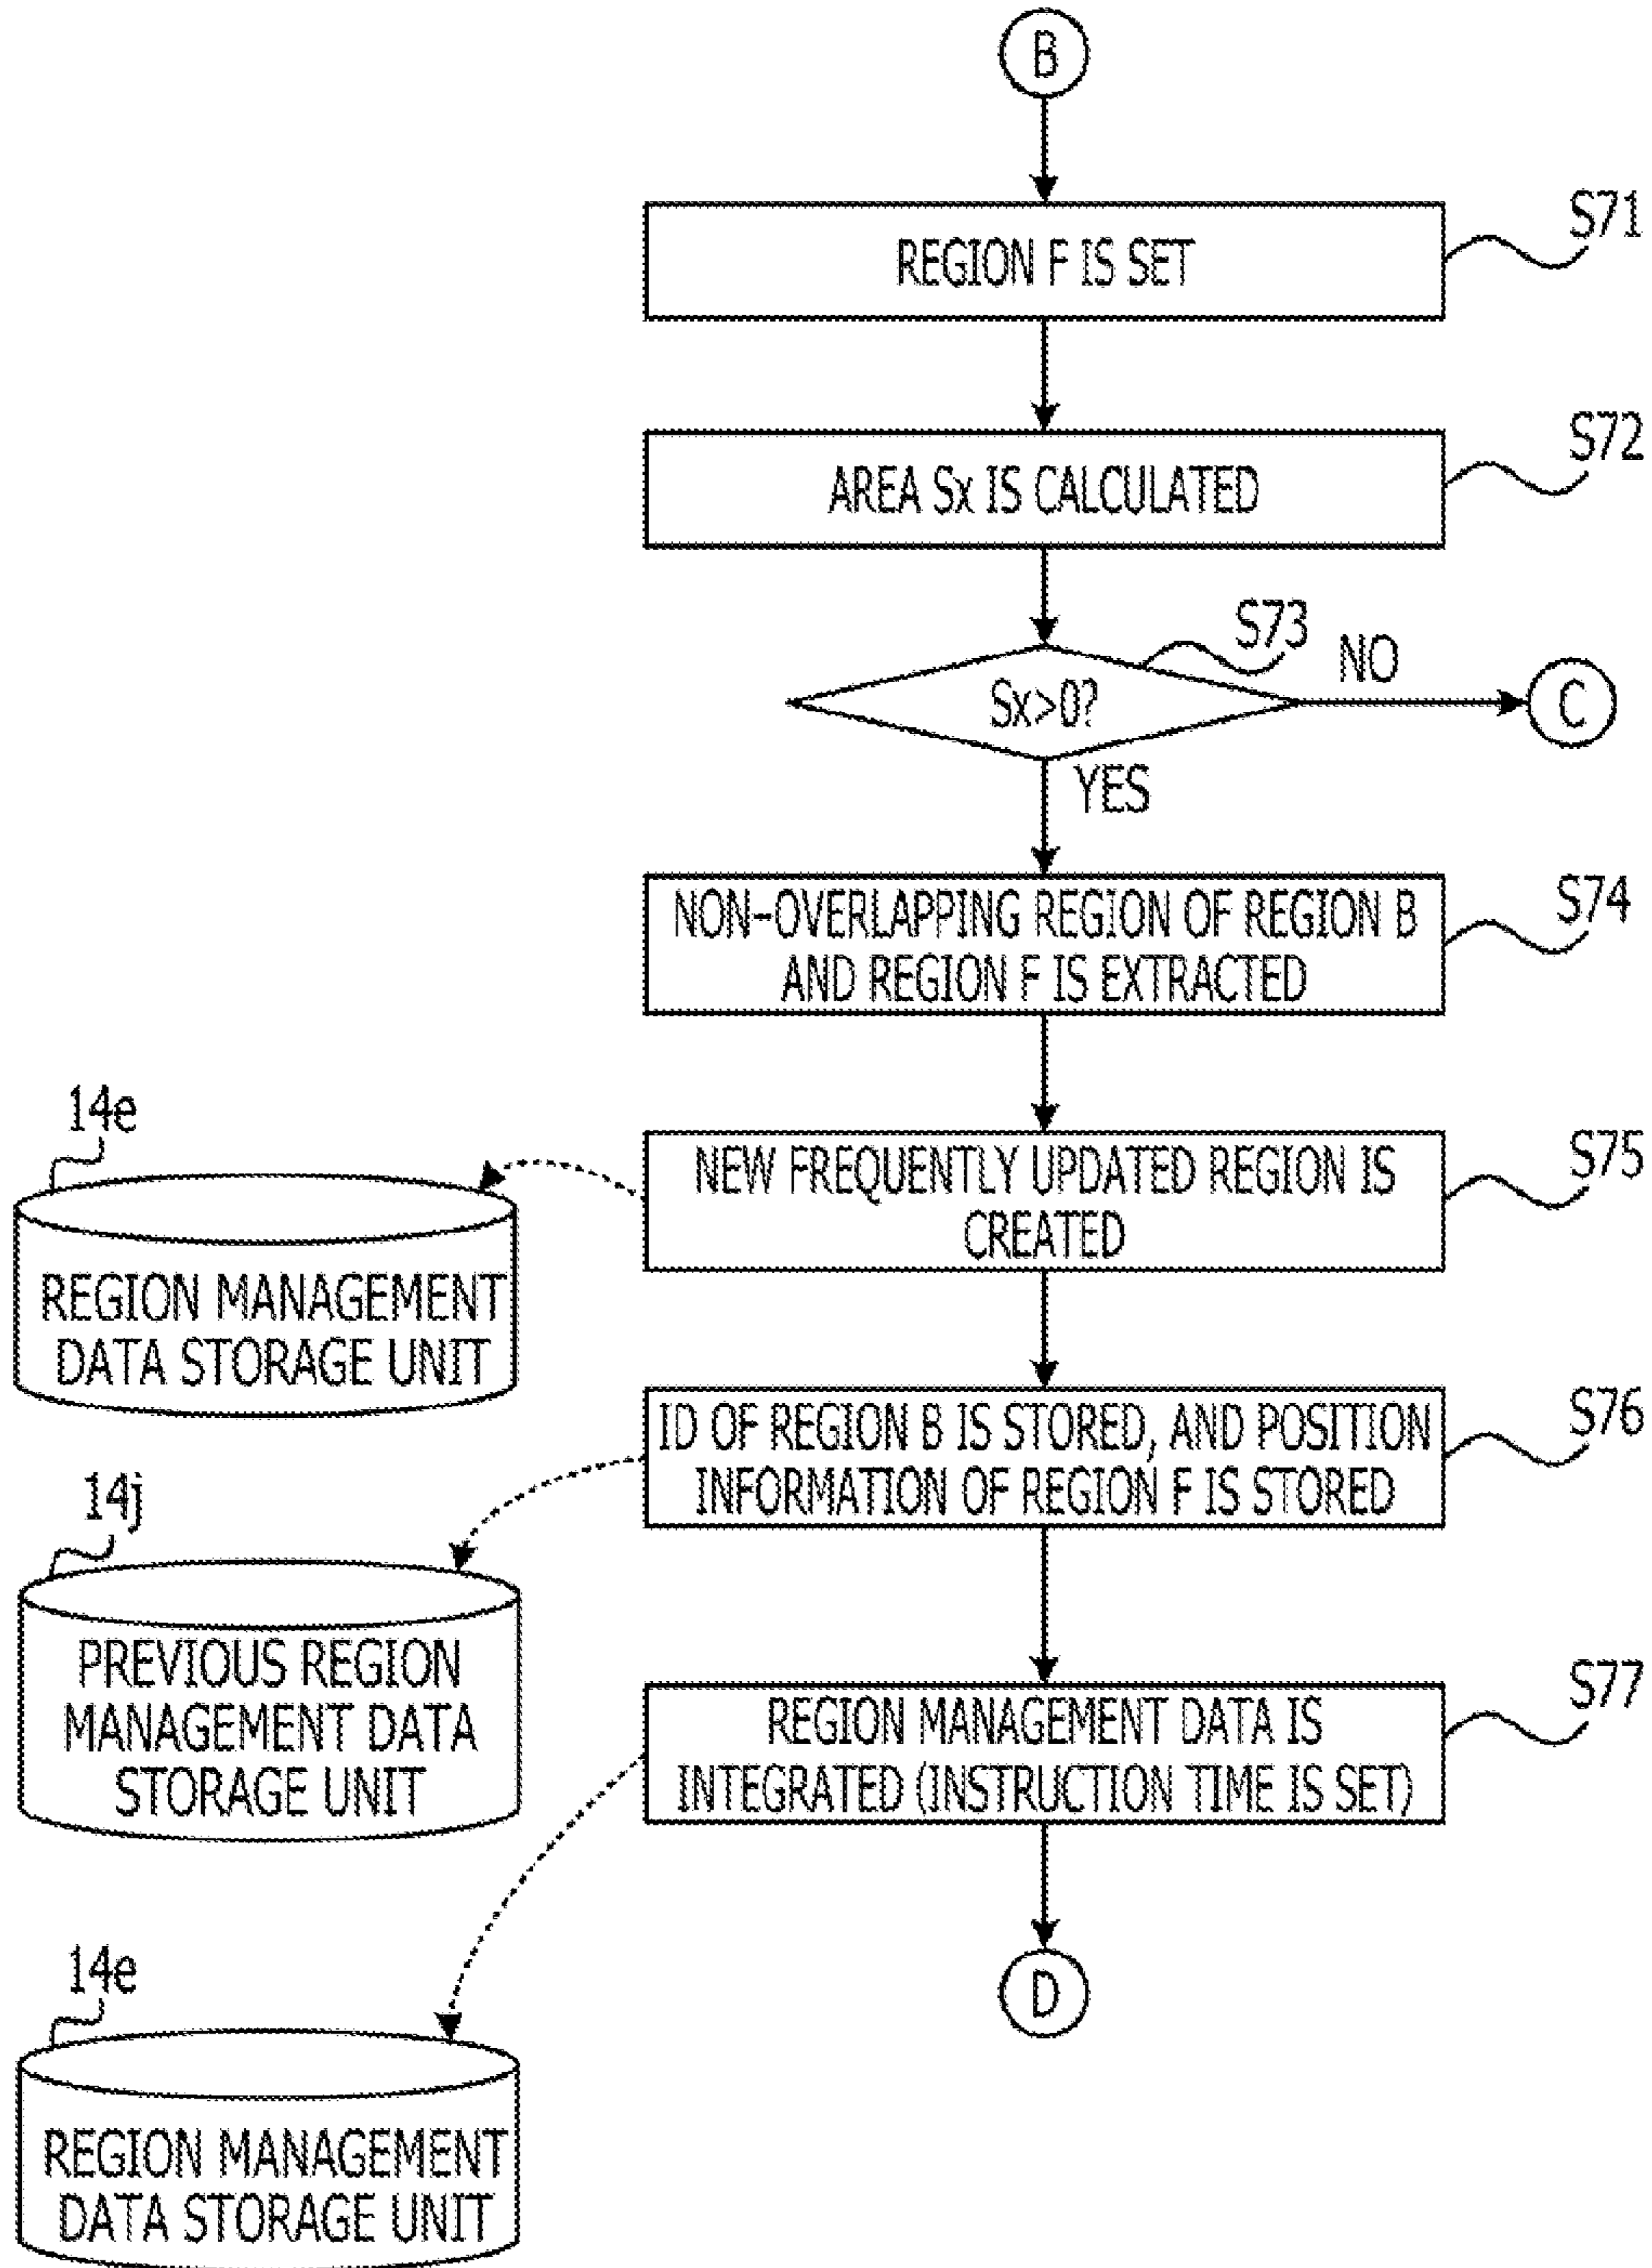 B
S71
REGION F IS SET
S72
AREA Sx IS CALCULATED
S73
NO
Sx>0?
C
YES
NON-OVERLAPPING REGION OF REGION B
AND REGION F IS EXTRACTED
S74
14e
NEW FREQUENTLY UPDATED REGION IS
CREATED
S75
REGION MANAGEMENT
DATA STORAGE UNIT
ID OF REGION B IS STORED, AND POSITION
INFORMATION OF REGION F IS STORED
S76
14j
PREVIOUS REGION
MANAGEMENT DATA
STORAGE UNIT
REGION MANAGEMENT DATA IS
INTEGRATED (INSTRUCTION TIME IS SET)
S77
14e
D
REGION MANAGEMENT
DATA STORAGE UNIT